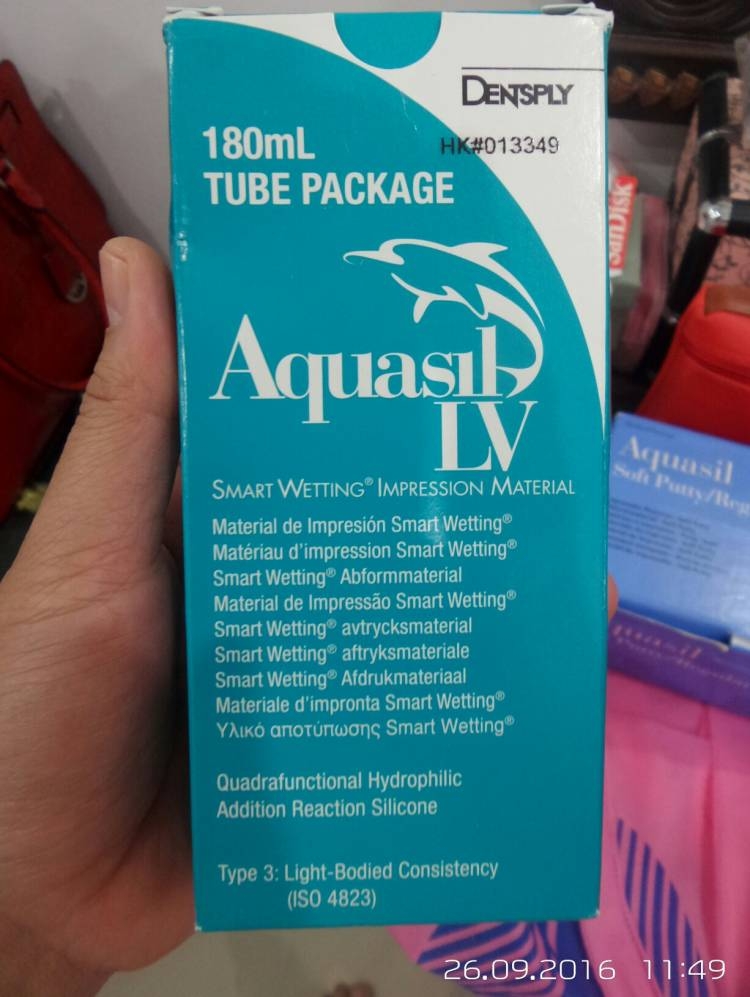 DENTSPLY
HK#013349
180mL
TUBE PACKAGE
Aquasil
LV
SMART WETTING® IMPRESSION MATERIAL
Material de Impresión Smart Wetting®
Matériau d'impression Smart Wetting®
Smart Wetting® Abformmaterial
Material de Impressão Smart Wetting®
Smart Wetting® avtrycksmaterial
Smart Wetting® aftryksmateriale
Smart Wetting® Afdrukmateriaal
Materiale d'impronta Smart Wetting®
Υλικό αποτύπωσης Smart Wetting®
Quadrafunctional Hydrophilic
Addition Reaction Silicone
Type 3: Light-Bodied Consistency
(ISO 4823)
SanDisk
Aquasil
Soft Putty/
26.09.2016 11:49